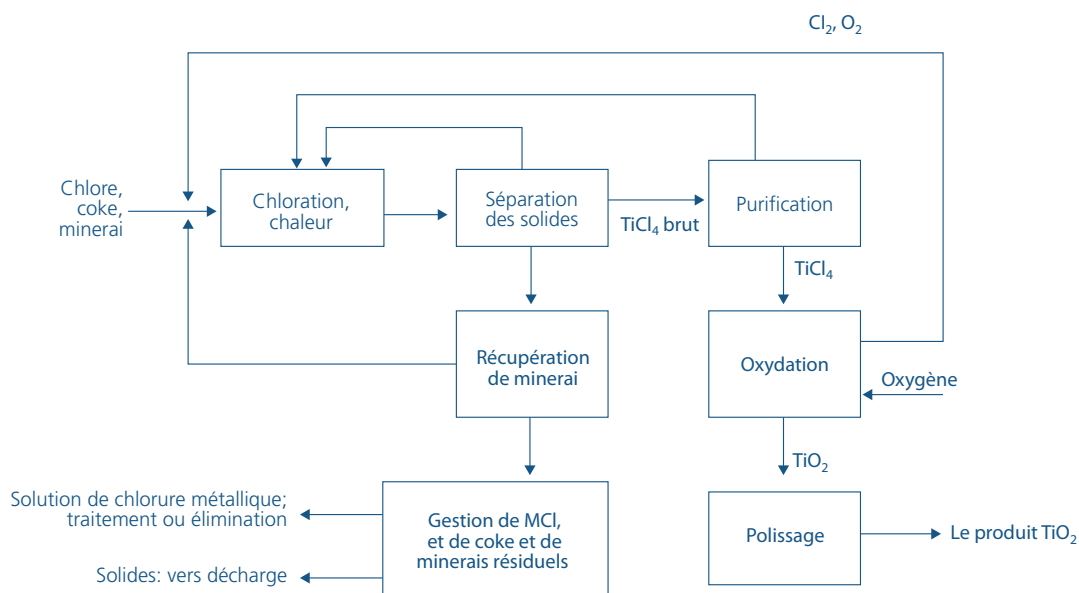 Cl₂, O₂
Chlore,
coke,
minerai
Chloration,
chaleur
Séparation
des solides
TiCl₄ brut
Purification
TiCl₄
Récupération
de minerai
Oxydation
Oxygène
TiO₂
Solution de chlorure métallique;
traitement ou élimination
Solides: vers décharge
Gestion de MCl,
et de coke et de
minerais résiduels
Polissage
Le produit TiO₂